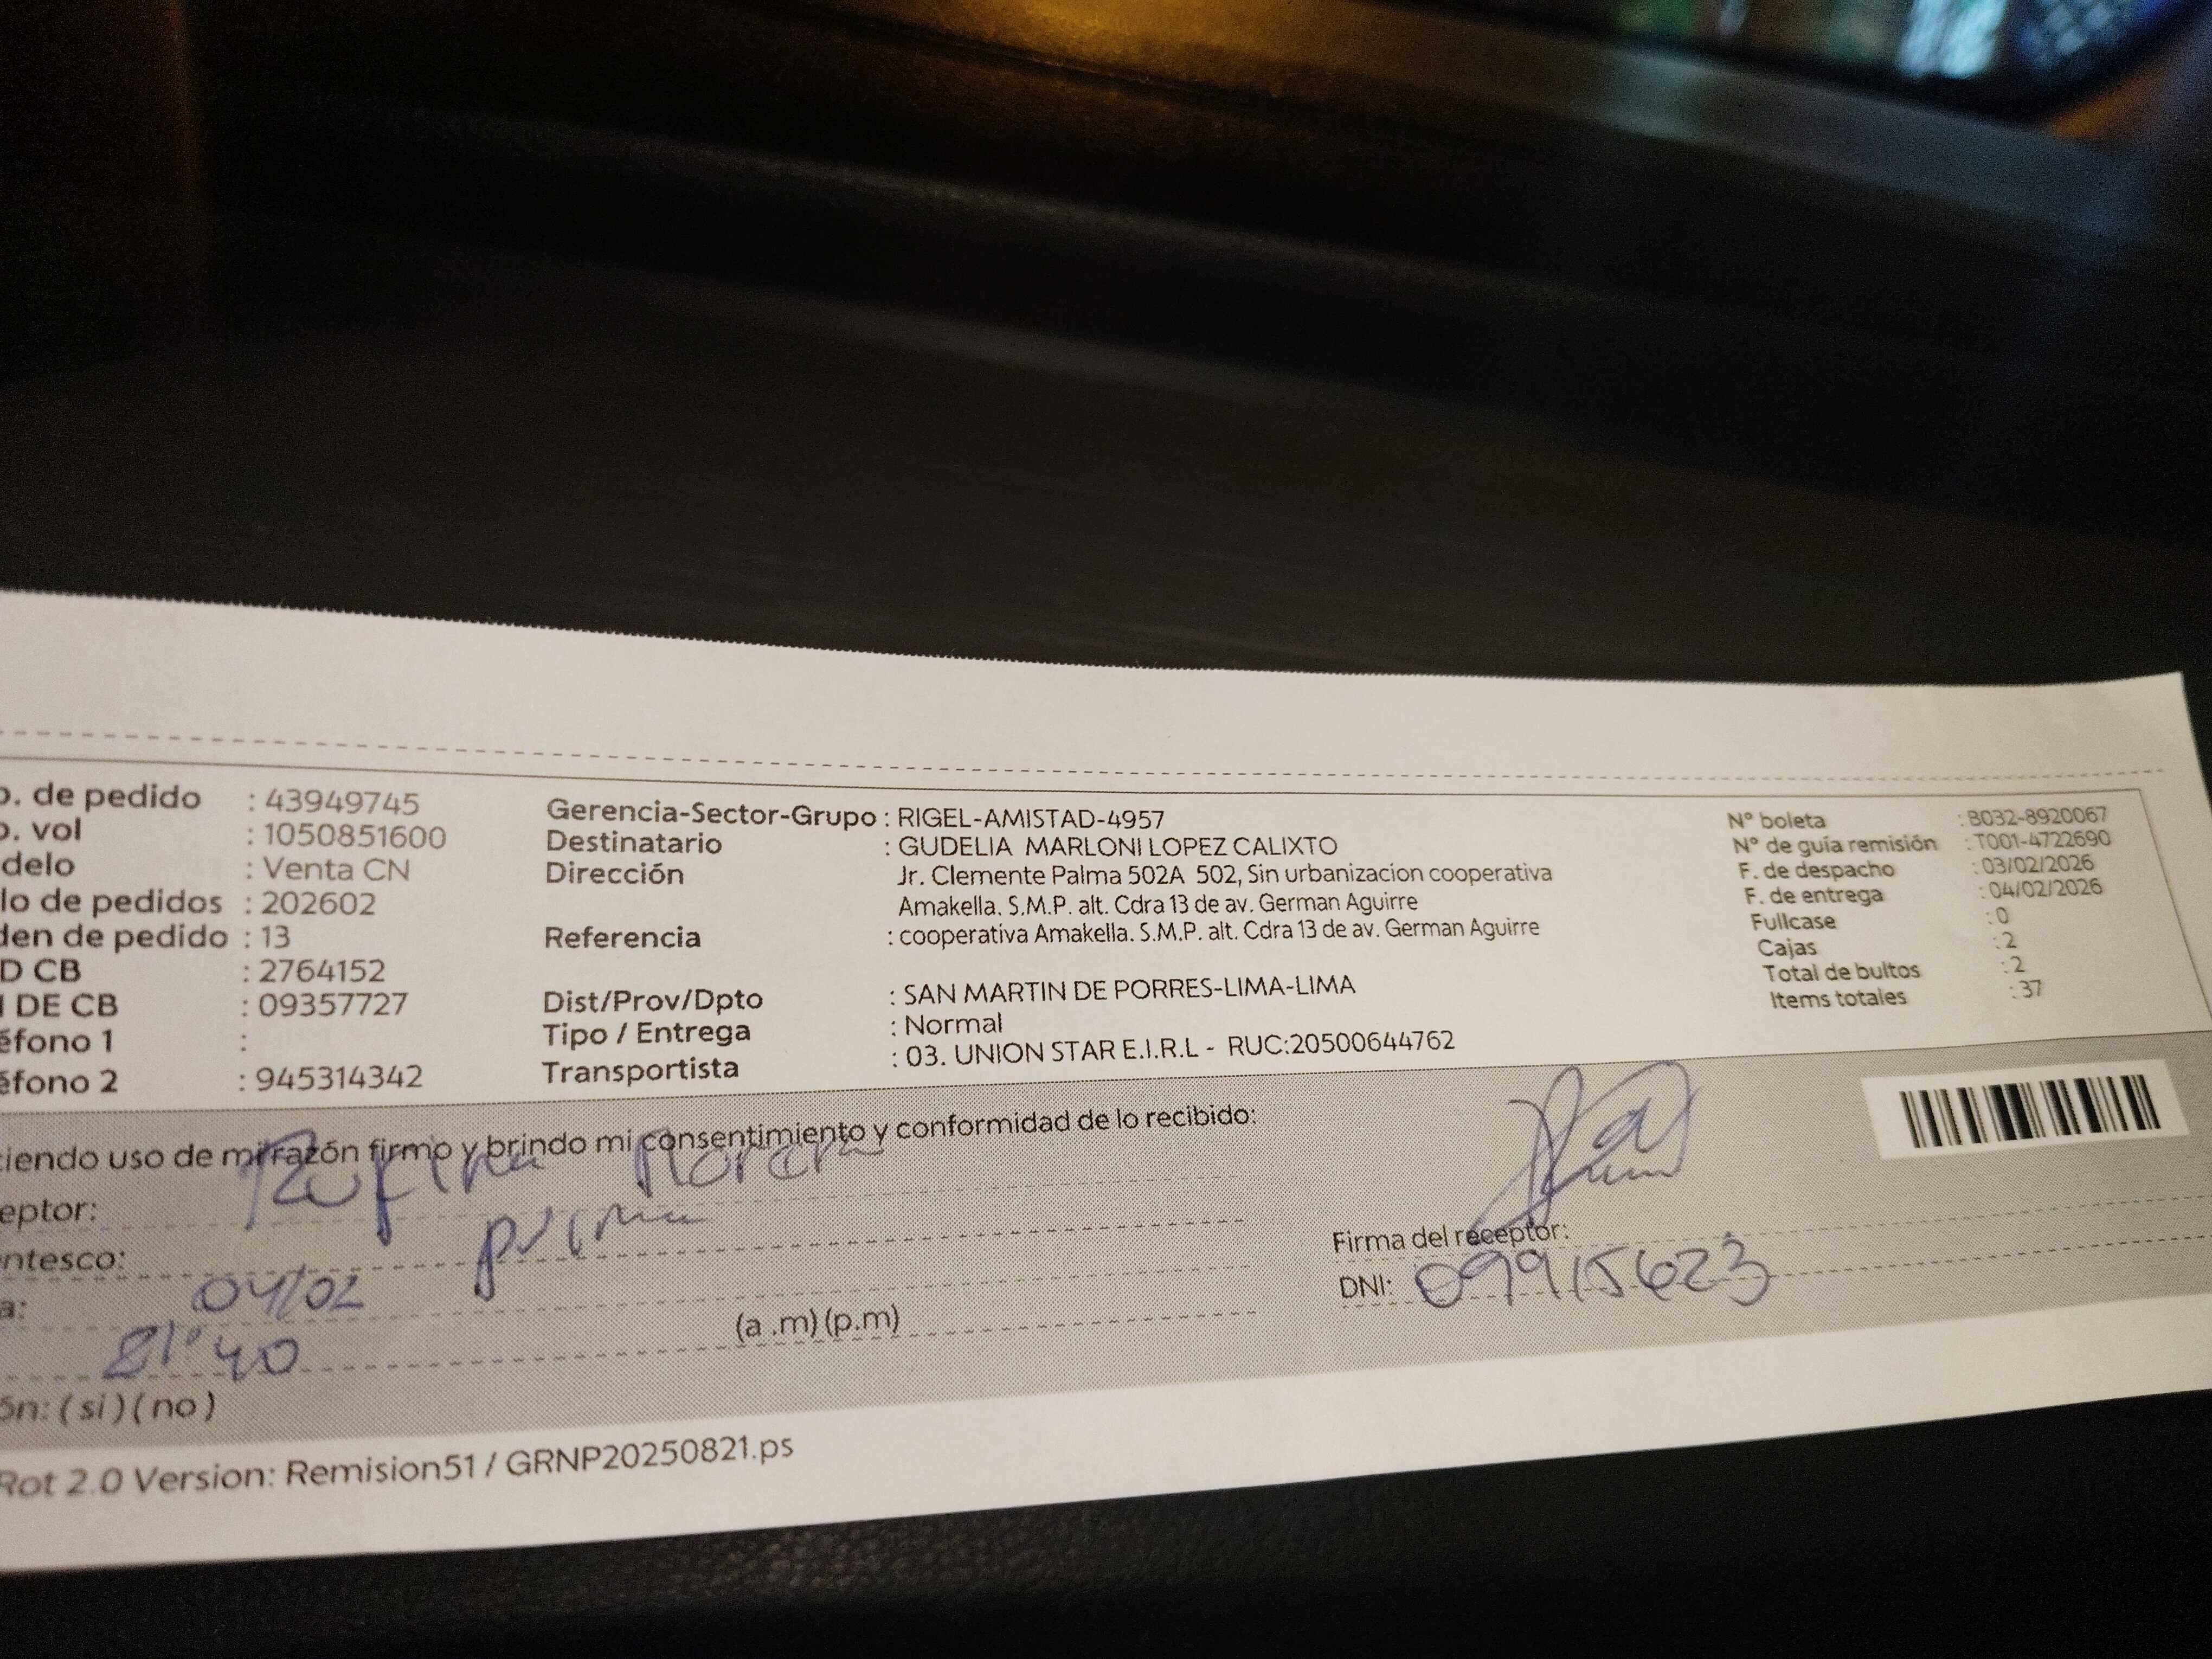 o. de pedido : 43949745
o. vol : 1050851600
delo : Venta CN
lo de pedidos : 202602
den de pedido : 13
D CB : 2764152
I DE CB : 09357727
éfono 1 :
éfono 2 : 945314342
Gerencia-Sector-Grupo : RIGEL-AMISTAD-4957
Destinatario : GUDELIA MARLONI LOPEZ CALIXTO
Dirección Jr. Clemente Palma 502A 502, Sin urbanizacion cooperativa
Amakella. S.M.P. alt. Cdra 13 de av. German Aguirre
Referencia : cooperativa Amakella. S.M.P. alt. Cdra 13 de av. German Aguirre
Dist/Prov/Dpto : SAN MARTIN DE PORRES-LIMA-LIMA
Tipo / Entrega : Normal
Transportista : 03. UNION STAR E.I.R.L - RUC:20500644762
N° boleta : B032-8920067
N° de guía remisión : T001-4722690
F. de despacho : 03/02/2026
F. de entrega : 04/02/2026
Fullcase : 0
Cajas : 2
Total de bultos : 2
Items totales : 37
ciendo uso de mi razón firmo y brindo mi consentimiento y conformidad de lo recibido:
eptor: Rufina
ntesco: prima
a: 04/02
40 (a .m) (p.m)
Firma del receptor:
DNI: 09915623
ón: ( si ) ( no )
Rot 2.0 Version: Remision51 / GRNP20250821.ps